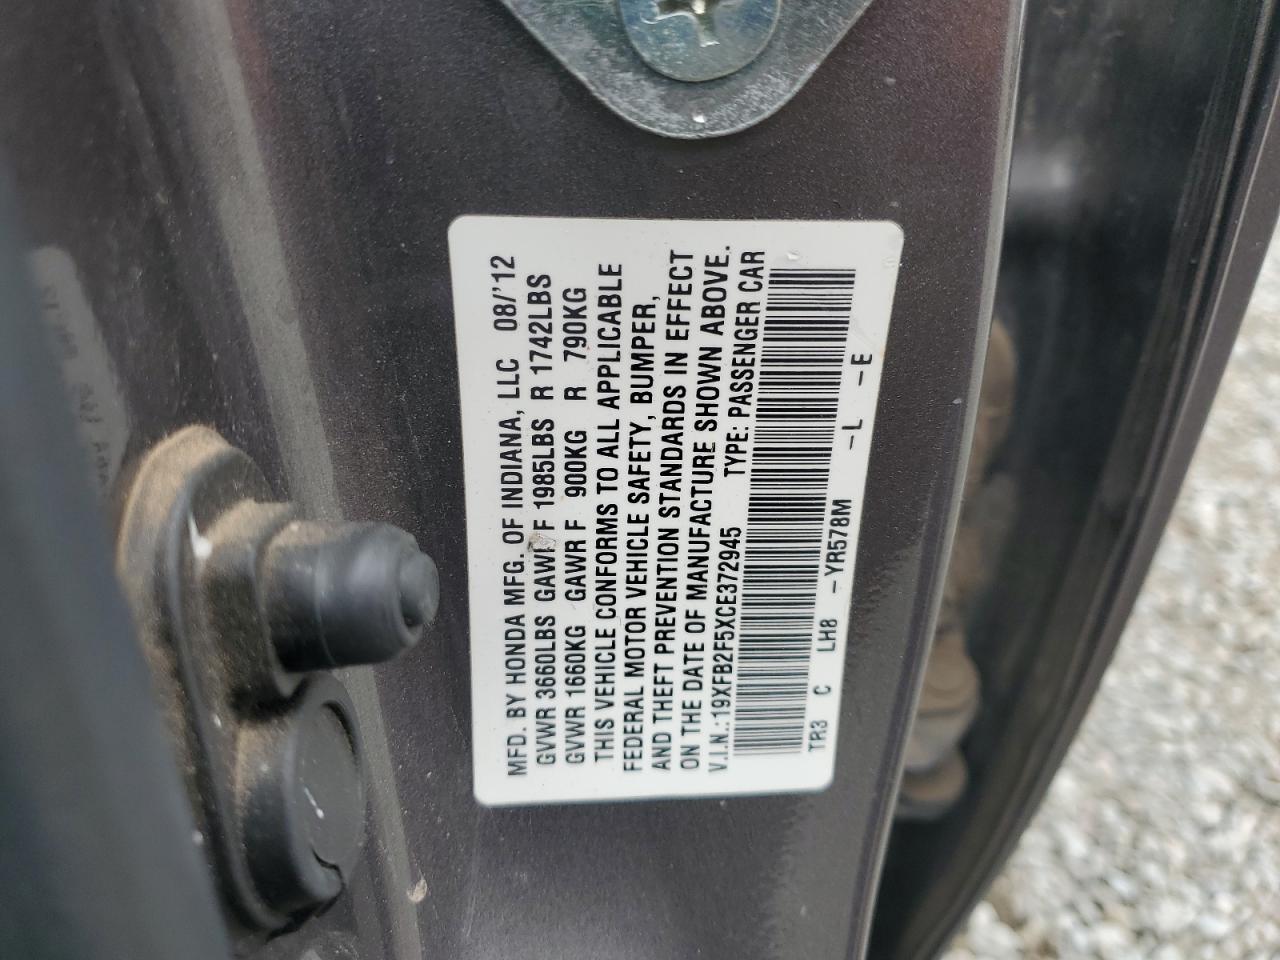 MFD. BY HONDA MFG. OF INDIANA, LLC 08/'12
GVWR 3660LBS GAWR F 1985LBS R 1742LBS
GVWR 1660KG GAWR F 900KG R 790KG
THIS VEHICLE CONFORMS TO ALL APPLICABLE
FEDERAL MOTOR VEHICLE SAFETY, BUMPER,
AND THEFT PREVENTION STANDARDS IN EFFECT
ON THE DATE OF MANUFACTURE SHOWN ABOVE.
V.I.N.: 19XFB2F5XCE372945 TYPE: PASSENGER CAR
TR3 C LH8 -YR578M -L -E